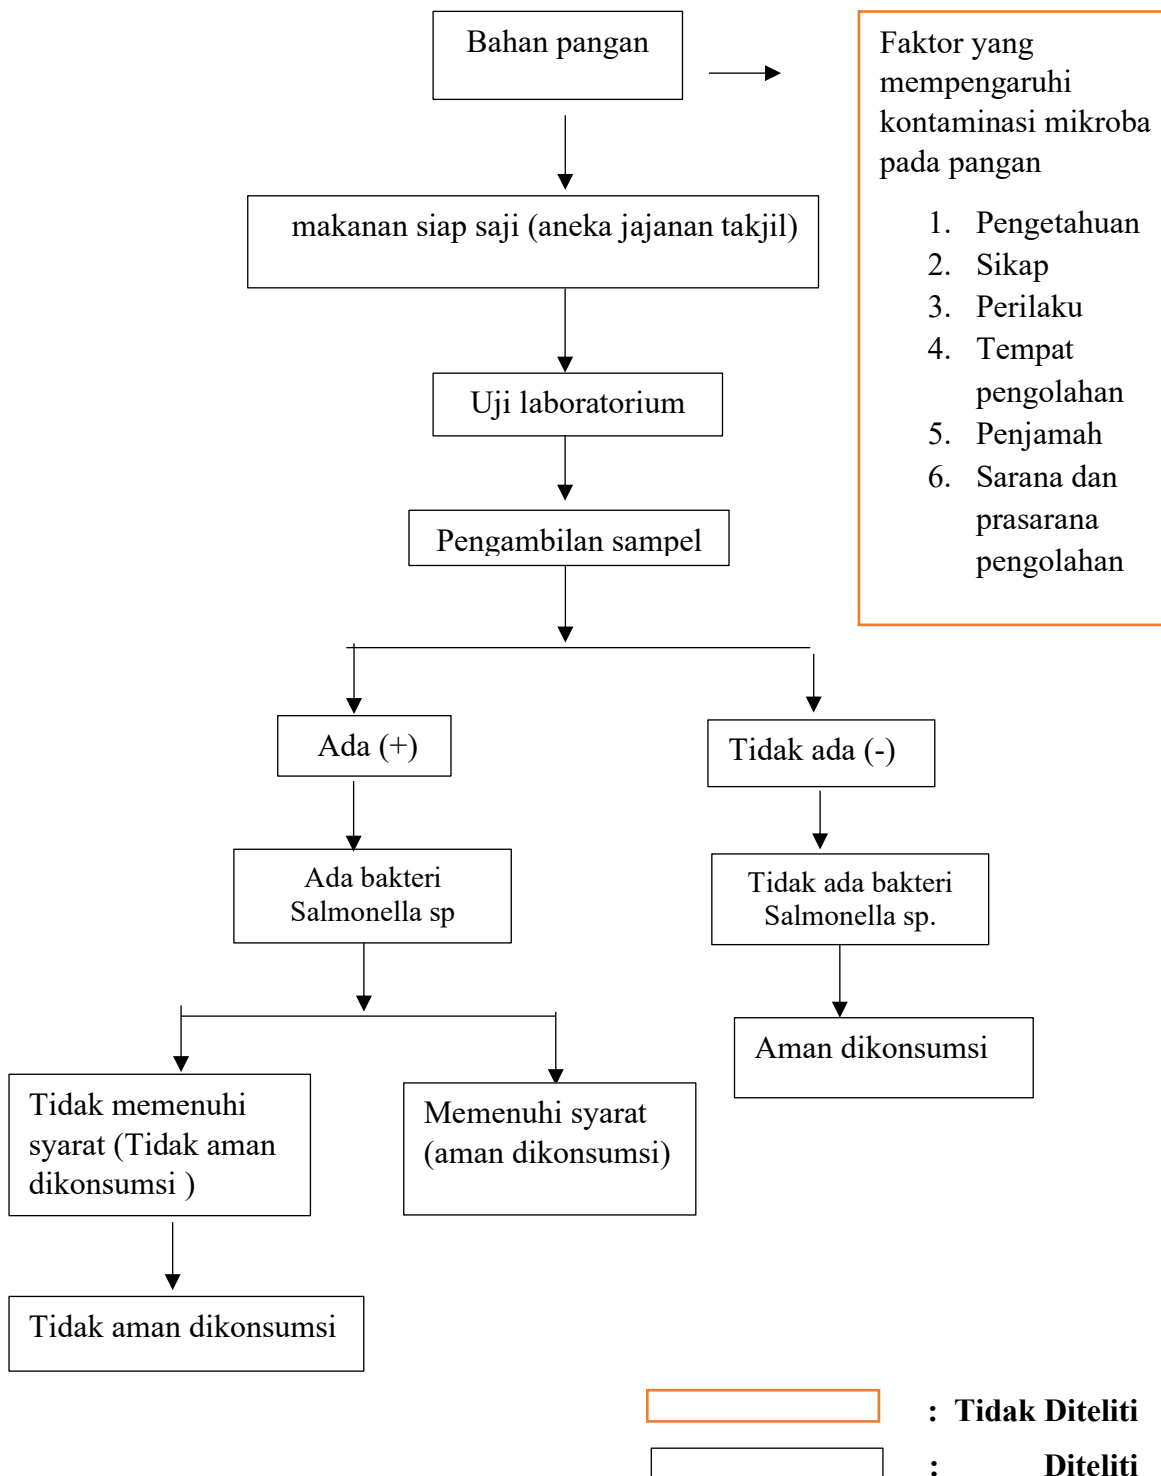 Bahan pangan
Faktor yang
mempengaruhi
kontaminasi mikroba
pada pangan
1. Pengetahuan
2. Sikap
3. Perilaku
4. Tempat
pengolahan
5. Penjamah
6. Sarana dan
prasarana
pengolahan
makanan siap saji (aneka jajanan takjil)
Uji laboratorium
Pengambilan sampel
Ada (+)
Tidak ada (-)
Ada bakteri
Salmonella sp
Tidak ada bakteri
Salmonella sp.
Aman dikonsumsi
Tidak memenuhi
syarat (Tidak aman
dikonsumsi )
Memenuhi syarat
(aman dikonsumsi)
Tidak aman dikonsumsi
: Tidak Diteliti
: Diteliti